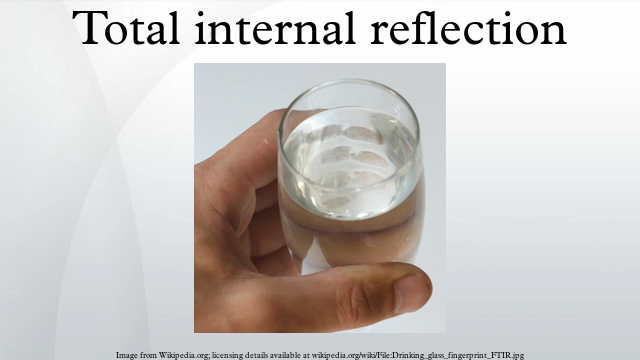 Total internal reflection
Image from Wikipedia.org; licensing details available at wikipedia.org/wiki/File:Drinking_glass_fingerprint_FTIR.jpg